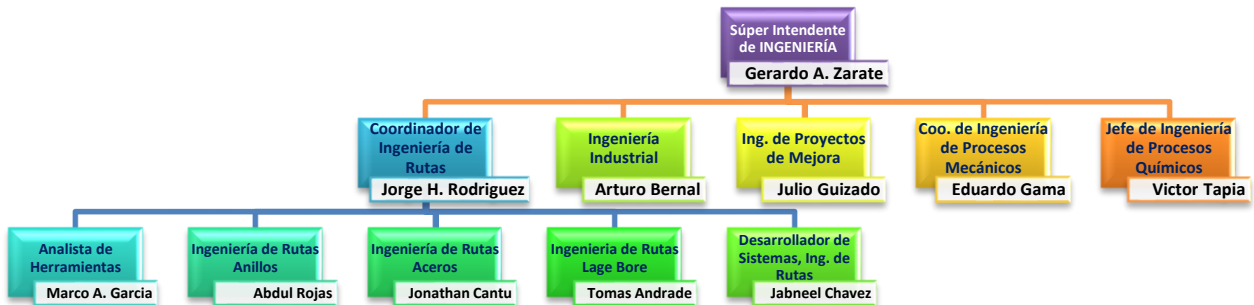 Súper Intendente
de INGENIERÍA
Gerardo A. Zarate
Coordinador de
Ingeniería de
Rutas
Jorge H. Rodriguez
Ingeniería
Industrial
Arturo Bernal
Ing. de Proyectos
de Mejora
Julio Guizado
Coo. de Ingeniería
de Procesos
Mecánicos
Eduardo Gama
Jefe de Ingeniería
de Procesos
Químicos
Victor Tapia
Analista de
Herramientas
Marco A. Garcia
Ingeniería de Rutas
Anillos
Abdul Rojas
Ingeniería de Rutas
Aceros
Jonathan Cantu
Ingenieria de Rutas
Lage Bore
Tomas Andrade
Desarrollador de
Sistemas, Ing. de
Rutas
Jabneel Chavez